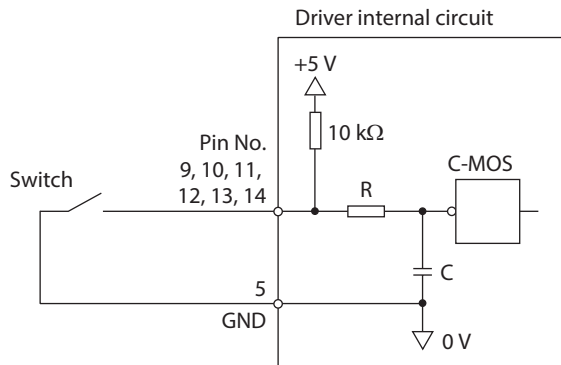 Driver internal circuit
+5 V
10 kΩ
Pin No.
9, 10, 11,
12, 13, 14
Switch
R
C-MOS
C
5
GND
0 V